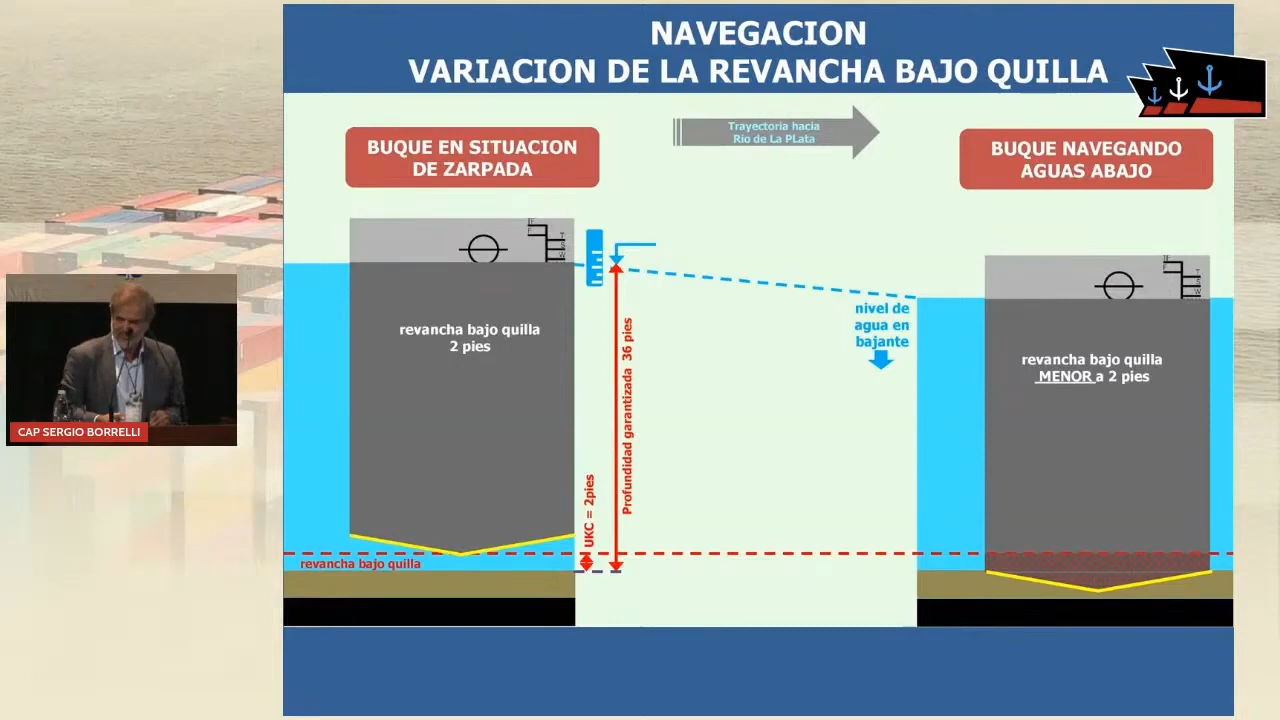 NAVEGACION
VARIACION DE LA REVANCHA BAJO QUILLA
Trayectoria hacia
Rio de La PLata
BUQUE EN SITUACION
DE ZARPADA
BUQUE NAVEGANDO
AGUAS ABAJO
TF
F
TF
F
revancha bajo quilla
2 pies
nivel de
agua en
bajante
revancha bajo quilla
MENOR a 2 pies
Profundidad garantizada 36 pies
UKC = 2pies
revancha bajo quilla
CAP SERGIO BORRELLI